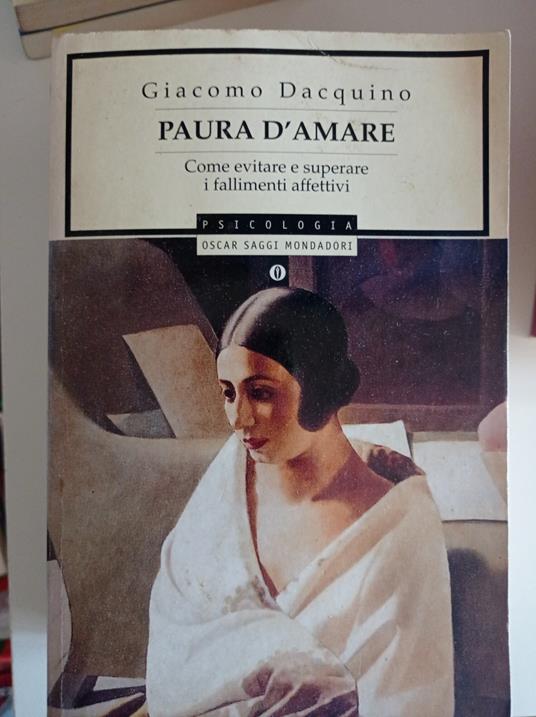 Giacomo Dacquino
PAURA D'AMARE
Come evitare e superare
i fallimenti affettivi
PSICOLOGIA
OSCAR SAGGI MONDADORI